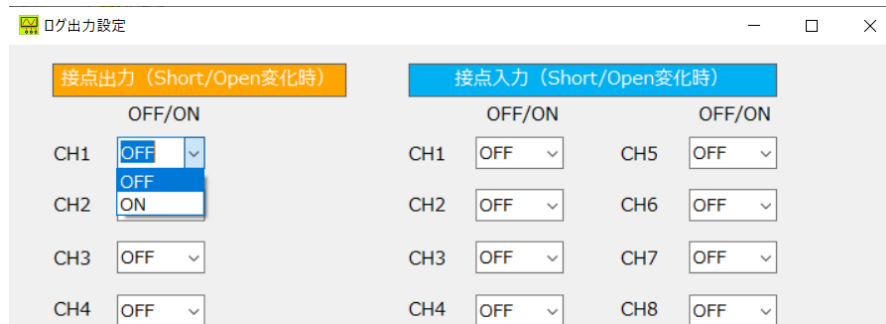 ログ出力設定
接点出力（Short/Open変化時） 接点入力（Short/Open変化時）
OFF/ON OFF/ON OFF/ON
CH1 OFF CH1 OFF CH5 OFF
OFF
CH2 ON CH2 OFF CH6 OFF
CH3 OFF CH3 OFF CH7 OFF
CH4 OFF CH4 OFF CH8 OFF